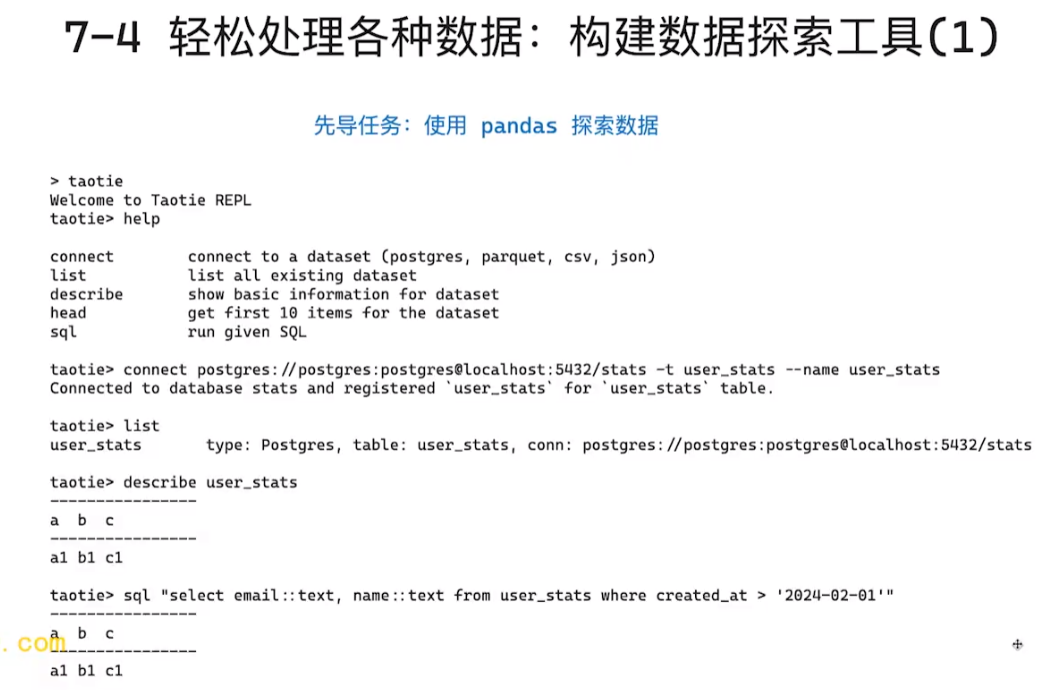 7-4 轻松处理各种数据：构建数据探索工具(1)
先导任务：使用 pandas 探索数据
> taotie
Welcome to Taotie REPL
taotie> help
connect        connect to a dataset (postgres, parquet, csv, json)
list           list all existing dataset
describe       show basic information for dataset
head           get first 10 items for the dataset
sql            run given SQL
taotie> connect postgres://postgres:postgres@localhost:5432/stats -t user_stats --name user_stats
Connected to database stats and registered `user_stats` for `user_stats` table.
taotie> list
user_stats       type: Postgres, table: user_stats, conn: postgres://postgres:postgres@localhost:5432/stats
taotie> describe user_stats
----------------
a  b  c
----------------
a1 b1 c1
taotie> sql "select email::text, name::text from user_stats where created_at > '2024-02-01'"
----------------
a  b  c
----------------
a1 b1 c1
. com